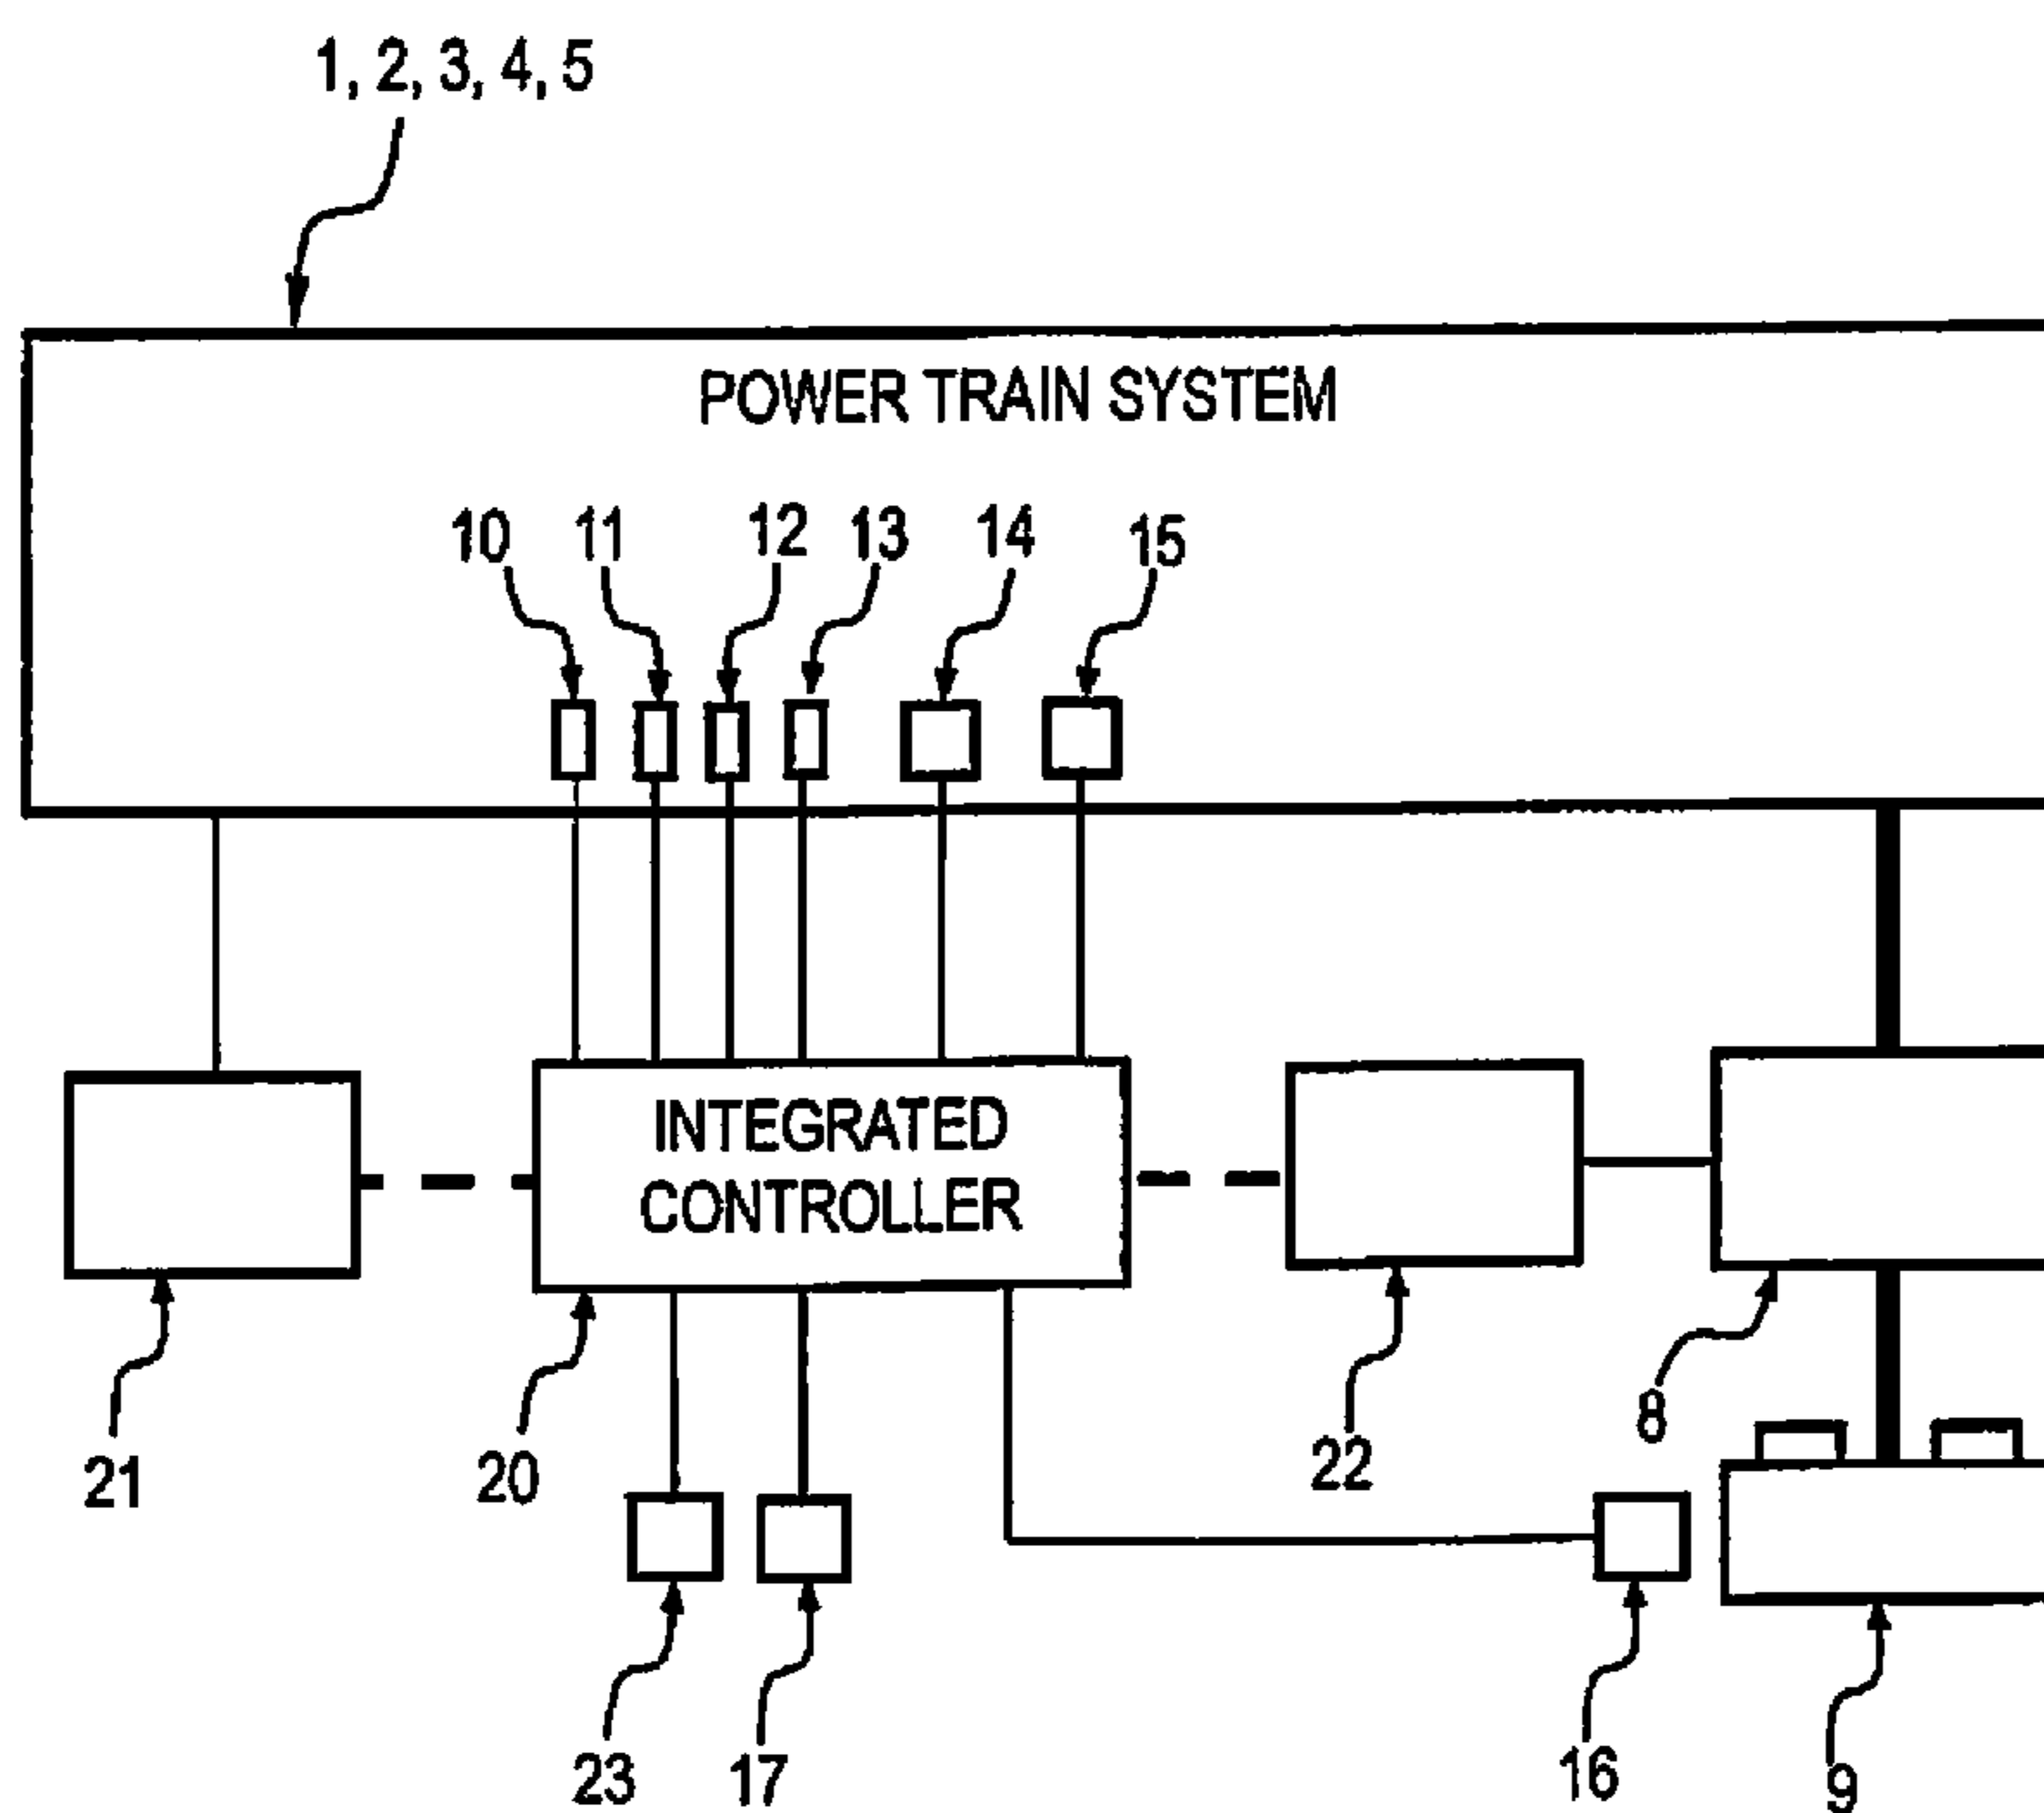 1, 2, 3, 4, 5
POWER TRAIN SYSTEM
10 11 12 13 14 15
INTEGRATED
CONTROLLER
8
21 20 22
23 17 16 9